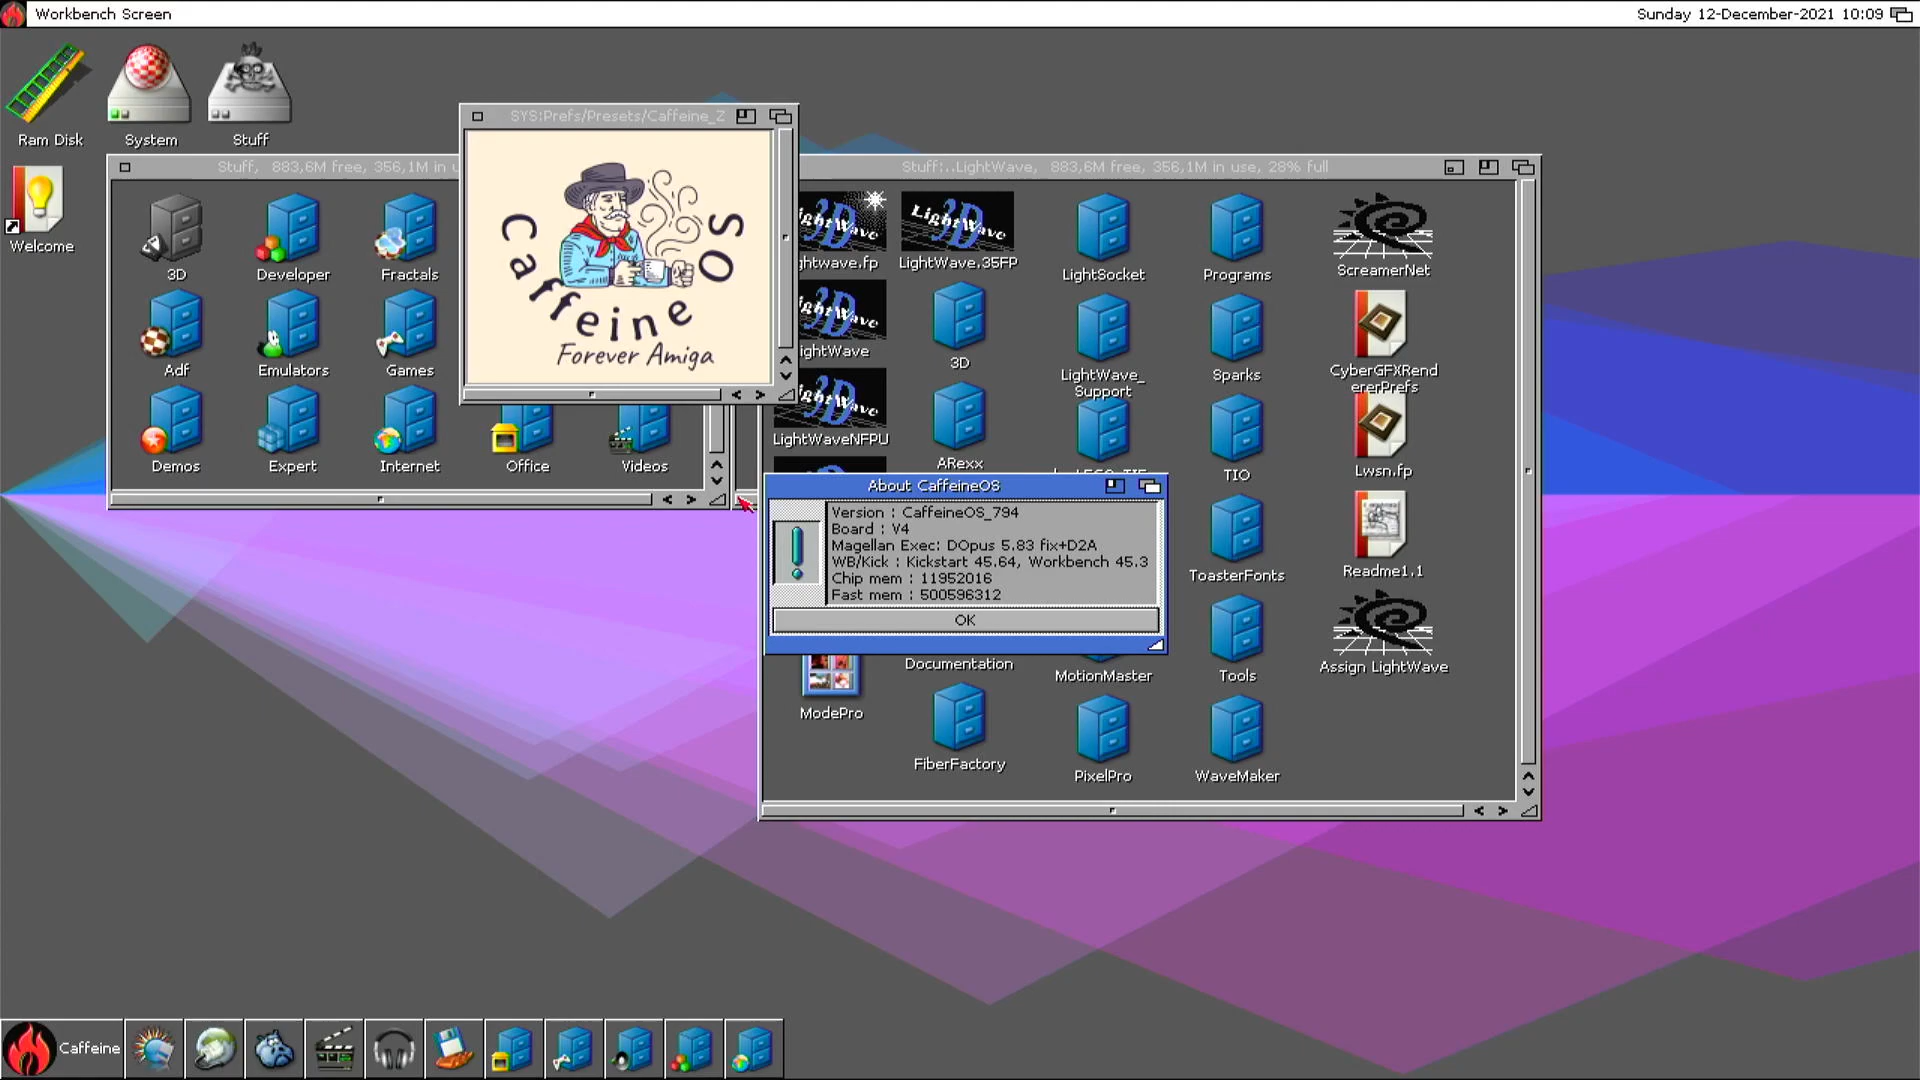 Workbench Screen
Sunday 12-December-2021 10:09
Ram Disk
System
Stuff
Welcome
Stuff, 883,6M free, 356,1M in u
3D
Developer
Fractals
Adf
Emulators
Games
Demos
Expert
Internet
Office
Videos
SYS:Prefs/Presets/Caffeine_Z
Caffeine OS
Forever Amiga
Stuff:..LightWave, 883,6M free, 356,1M in use, 28% full
LightWave
3D
ghtwave.fp
LightWave.35FP
LightSocket
Programs
ScreamerNet
ightWave
3D
LightWave_
Support
Sparks
CyberGFXRend
ererPrefs
LightWaveNFPU
ARexx
TIO
Lwsn.fp
About CaffeineOS
Version : CaffeineOS_794
Board : V4
Magellan Exec: DOpus 5.83 fix+D2A
WB/Kick : Kickstart 45.64, Workbench 45.3
Chip mem : 11952016
Fast mem : 500596312
OK
ToasterFonts
Readme1.1
Documentation
MotionMaster
Tools
Assign LightWave
ModePro
FiberFactory
PixelPro
WaveMaker
Caffeine